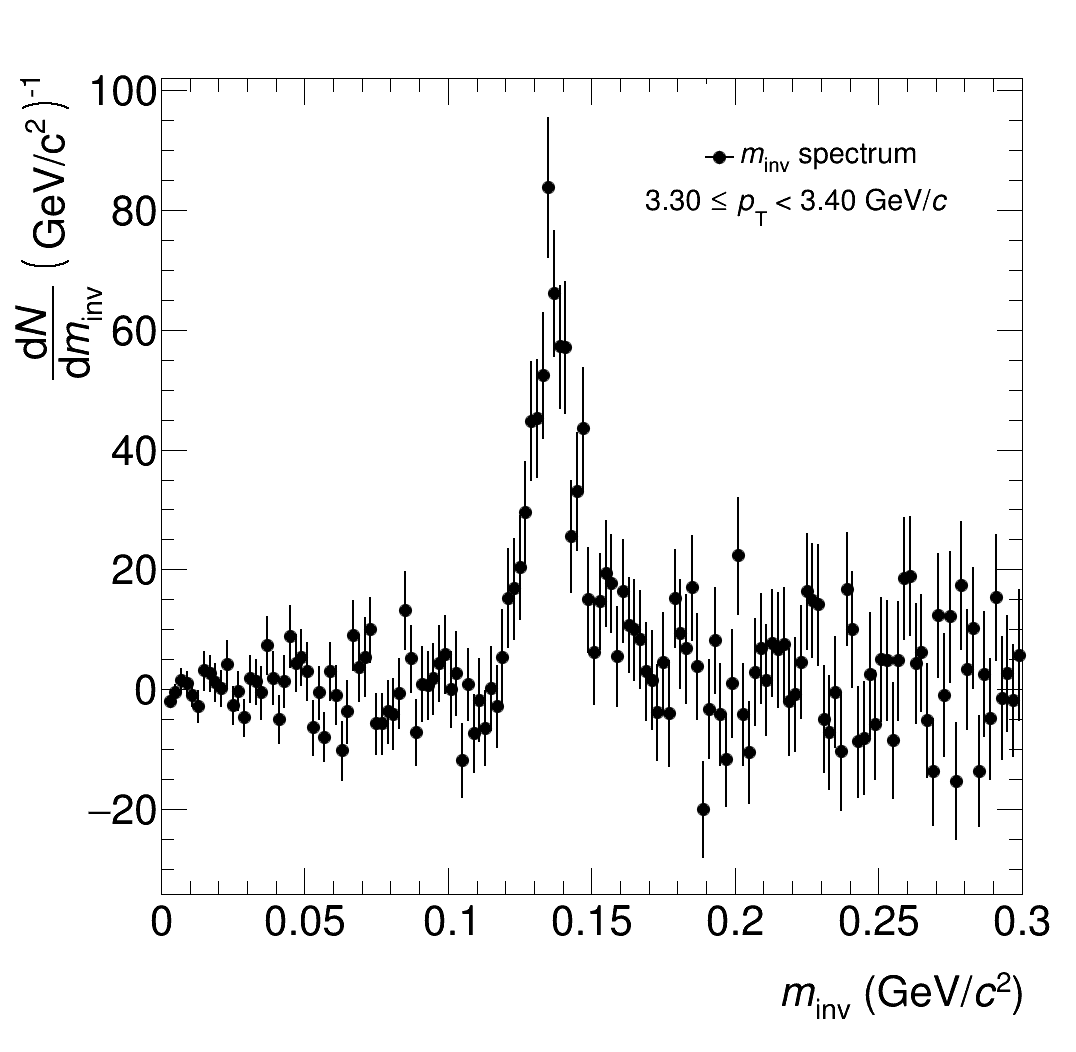 dN/dm_inv (GeV/c²)⁻¹
100
80
60
40
20
0
−20
m_inv spectrum
3.30 ≤ p_T < 3.40 GeV/c
0 0.05 0.1 0.15 0.2 0.25 0.3
m_inv (GeV/c²)